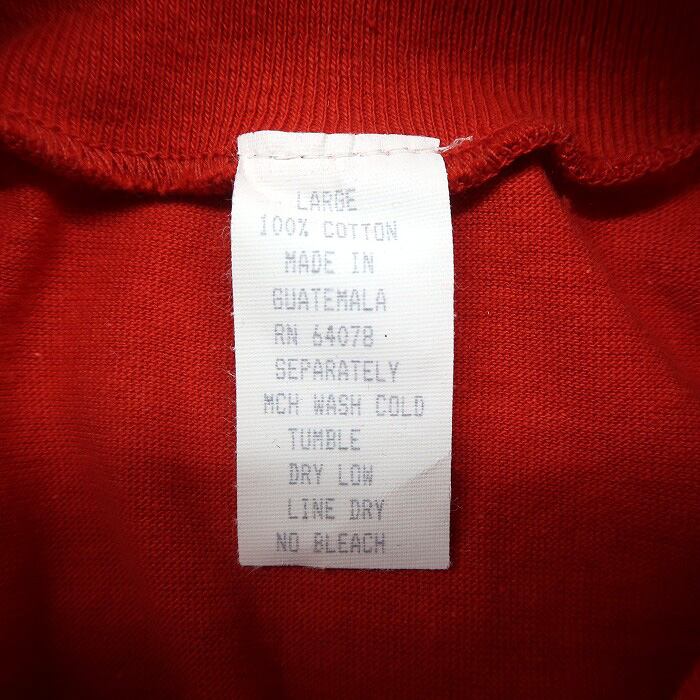 LARGE
100% COTTON
MADE IN
GUATEMALA
RN 64078
SEPARATELY
MCH WASH COLD
TUMBLE
DRY LOW
LINE DRY
NO BLEACH